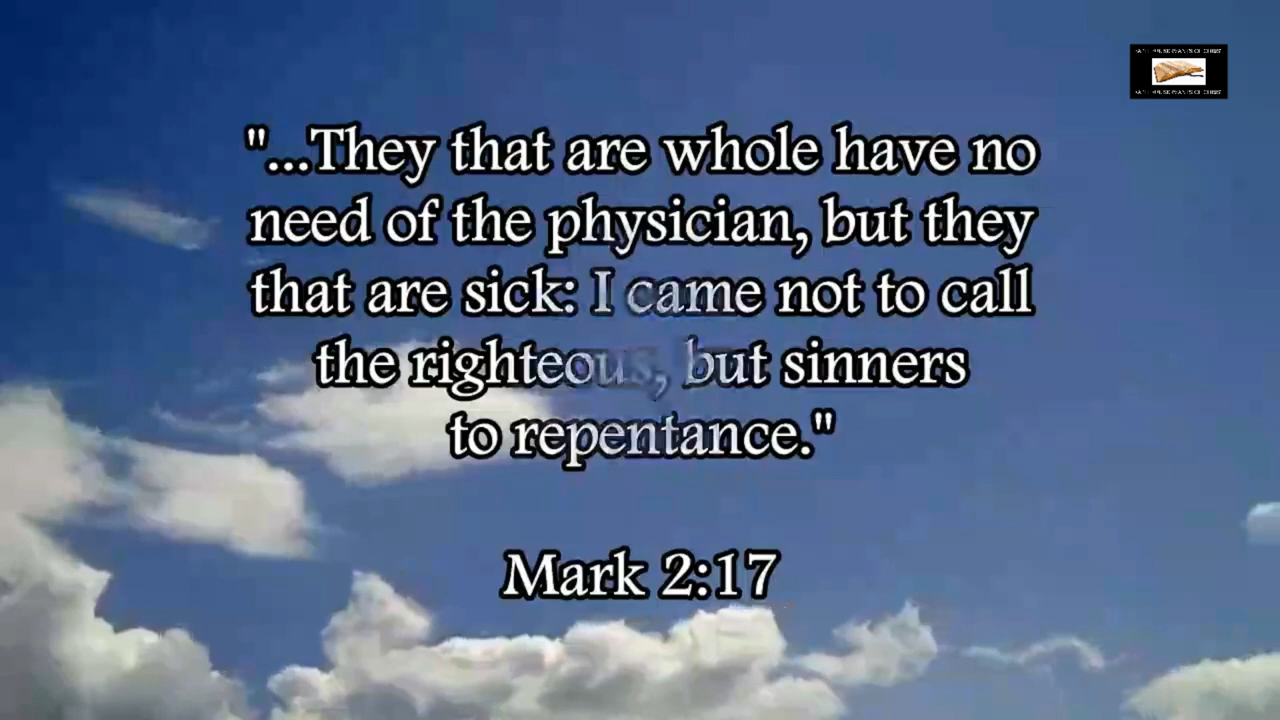 "...They that are whole have no
need of the physician, but they
that are sick: I came not to call
the righteous, but sinners
to repentance."
Mark 2:17